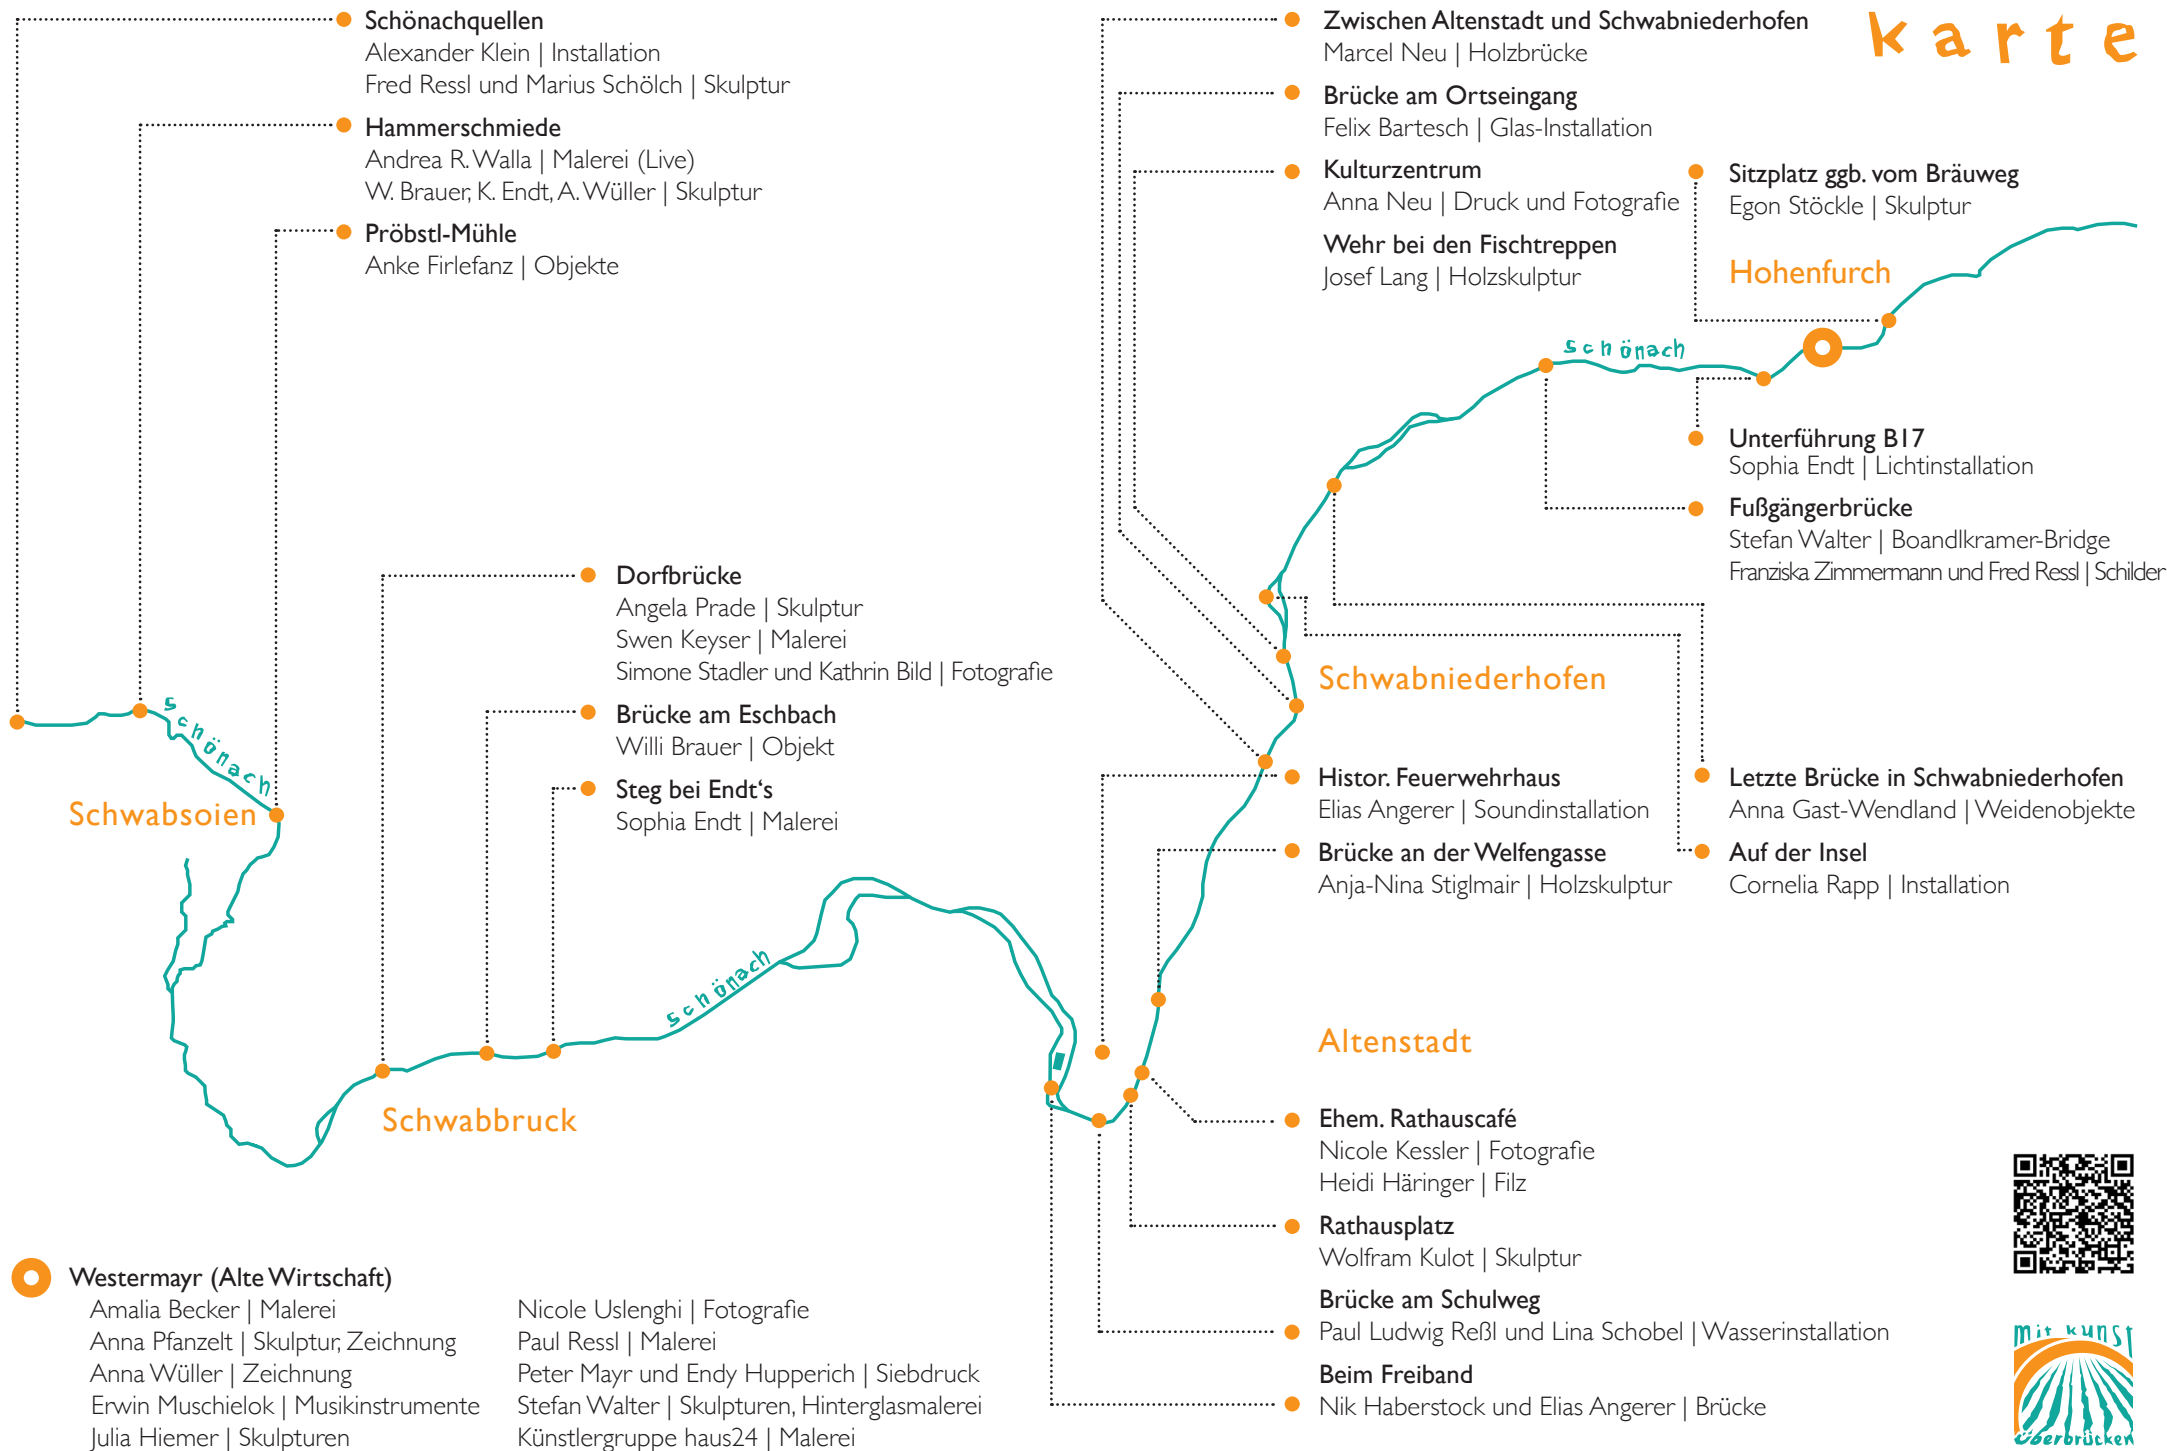 karte
Schönachquellen
Alexander Klein | Installation
Fred Ressl und Marius Schölch | Skulptur
Hammerschmiede
Andrea R. Walla | Malerei (Live)
W. Brauer, K. Endt, A. Wüller | Skulptur
Pröbstl-Mühle
Anke Firlefanz | Objekte
Zwischen Altenstadt und Schwabniederhofen
Marcel Neu | Holzbrücke
Brücke am Ortseingang
Felix Bartesch | Glas-Installation
Kulturzentrum
Anna Neu | Druck und Fotografie
Wehr bei den Fischtreppen
Josef Lang | Holzskulptur
Sitzplatz ggb. vom Bräuweg
Egon Stöckle | Skulptur
Hohenfurch
schönach
Unterführung B17
Sophia Endt | Lichtinstallation
Fußgängerbrücke
Stefan Walter | Boandlkramer-Bridge
Franziska Zimmermann und Fred Ressl | Schilder
Dorfbrücke
Angela Prade | Skulptur
Swen Keyser | Malerei
Simone Stadler und Kathrin Bild | Fotografie
Brücke am Eschbach
Willi Brauer | Objekt
Steg bei Endt‘s
Sophia Endt | Malerei
schönach
Schwabsoien
Schwabniederhofen
Histor. Feuerwehrhaus
Elias Angerer | Soundinstallation
Brücke an der Welfengasse
Anja-Nina Stiglmair | Holzskulptur
Letzte Brücke in Schwabniederhofen
Anna Gast-Wendland | Weidenobjekte
Auf der Insel
Cornelia Rapp | Installation
schönach
Schwabbruck
Altenstadt
Ehem. Rathauscafé
Nicole Kessler | Fotografie
Heidi Häringer | Filz
Rathausplatz
Wolfram Kulot | Skulptur
Brücke am Schulweg
Paul Ludwig Reßl und Lina Schobel | Wasserinstallation
Beim Freiband
Nik Haberstock und Elias Angerer | Brücke
Westermayr (Alte Wirtschaft)
Amalia Becker | Malerei
Anna Pfanzelt | Skulptur, Zeichnung
Anna Wüller | Zeichnung
Erwin Muschielok | Musikinstrumente
Julia Hiemer | Skulpturen
Nicole Uslenghi | Fotografie
Paul Ressl | Malerei
Peter Mayr und Endy Hupperich | Siebdruck
Stefan Walter | Skulpturen, Hinterglasmalerei
Künstlergruppe haus24 | Malerei
mit kunst
überbrücken